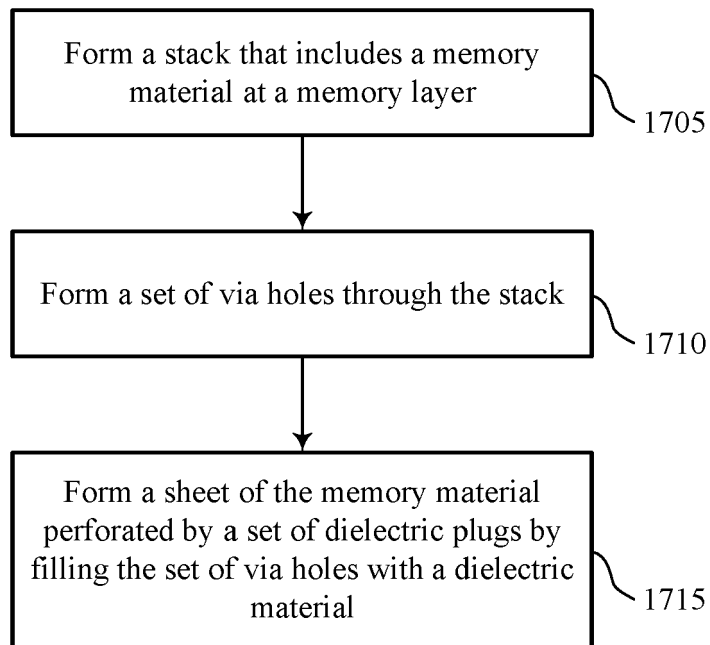 Form a stack that includes a memory
material at a memory layer
1705
Form a set of via holes through the stack
1710
Form a sheet of the memory material
perforated by a set of dielectric plugs by
filling the set of via holes with a dielectric
material
1715